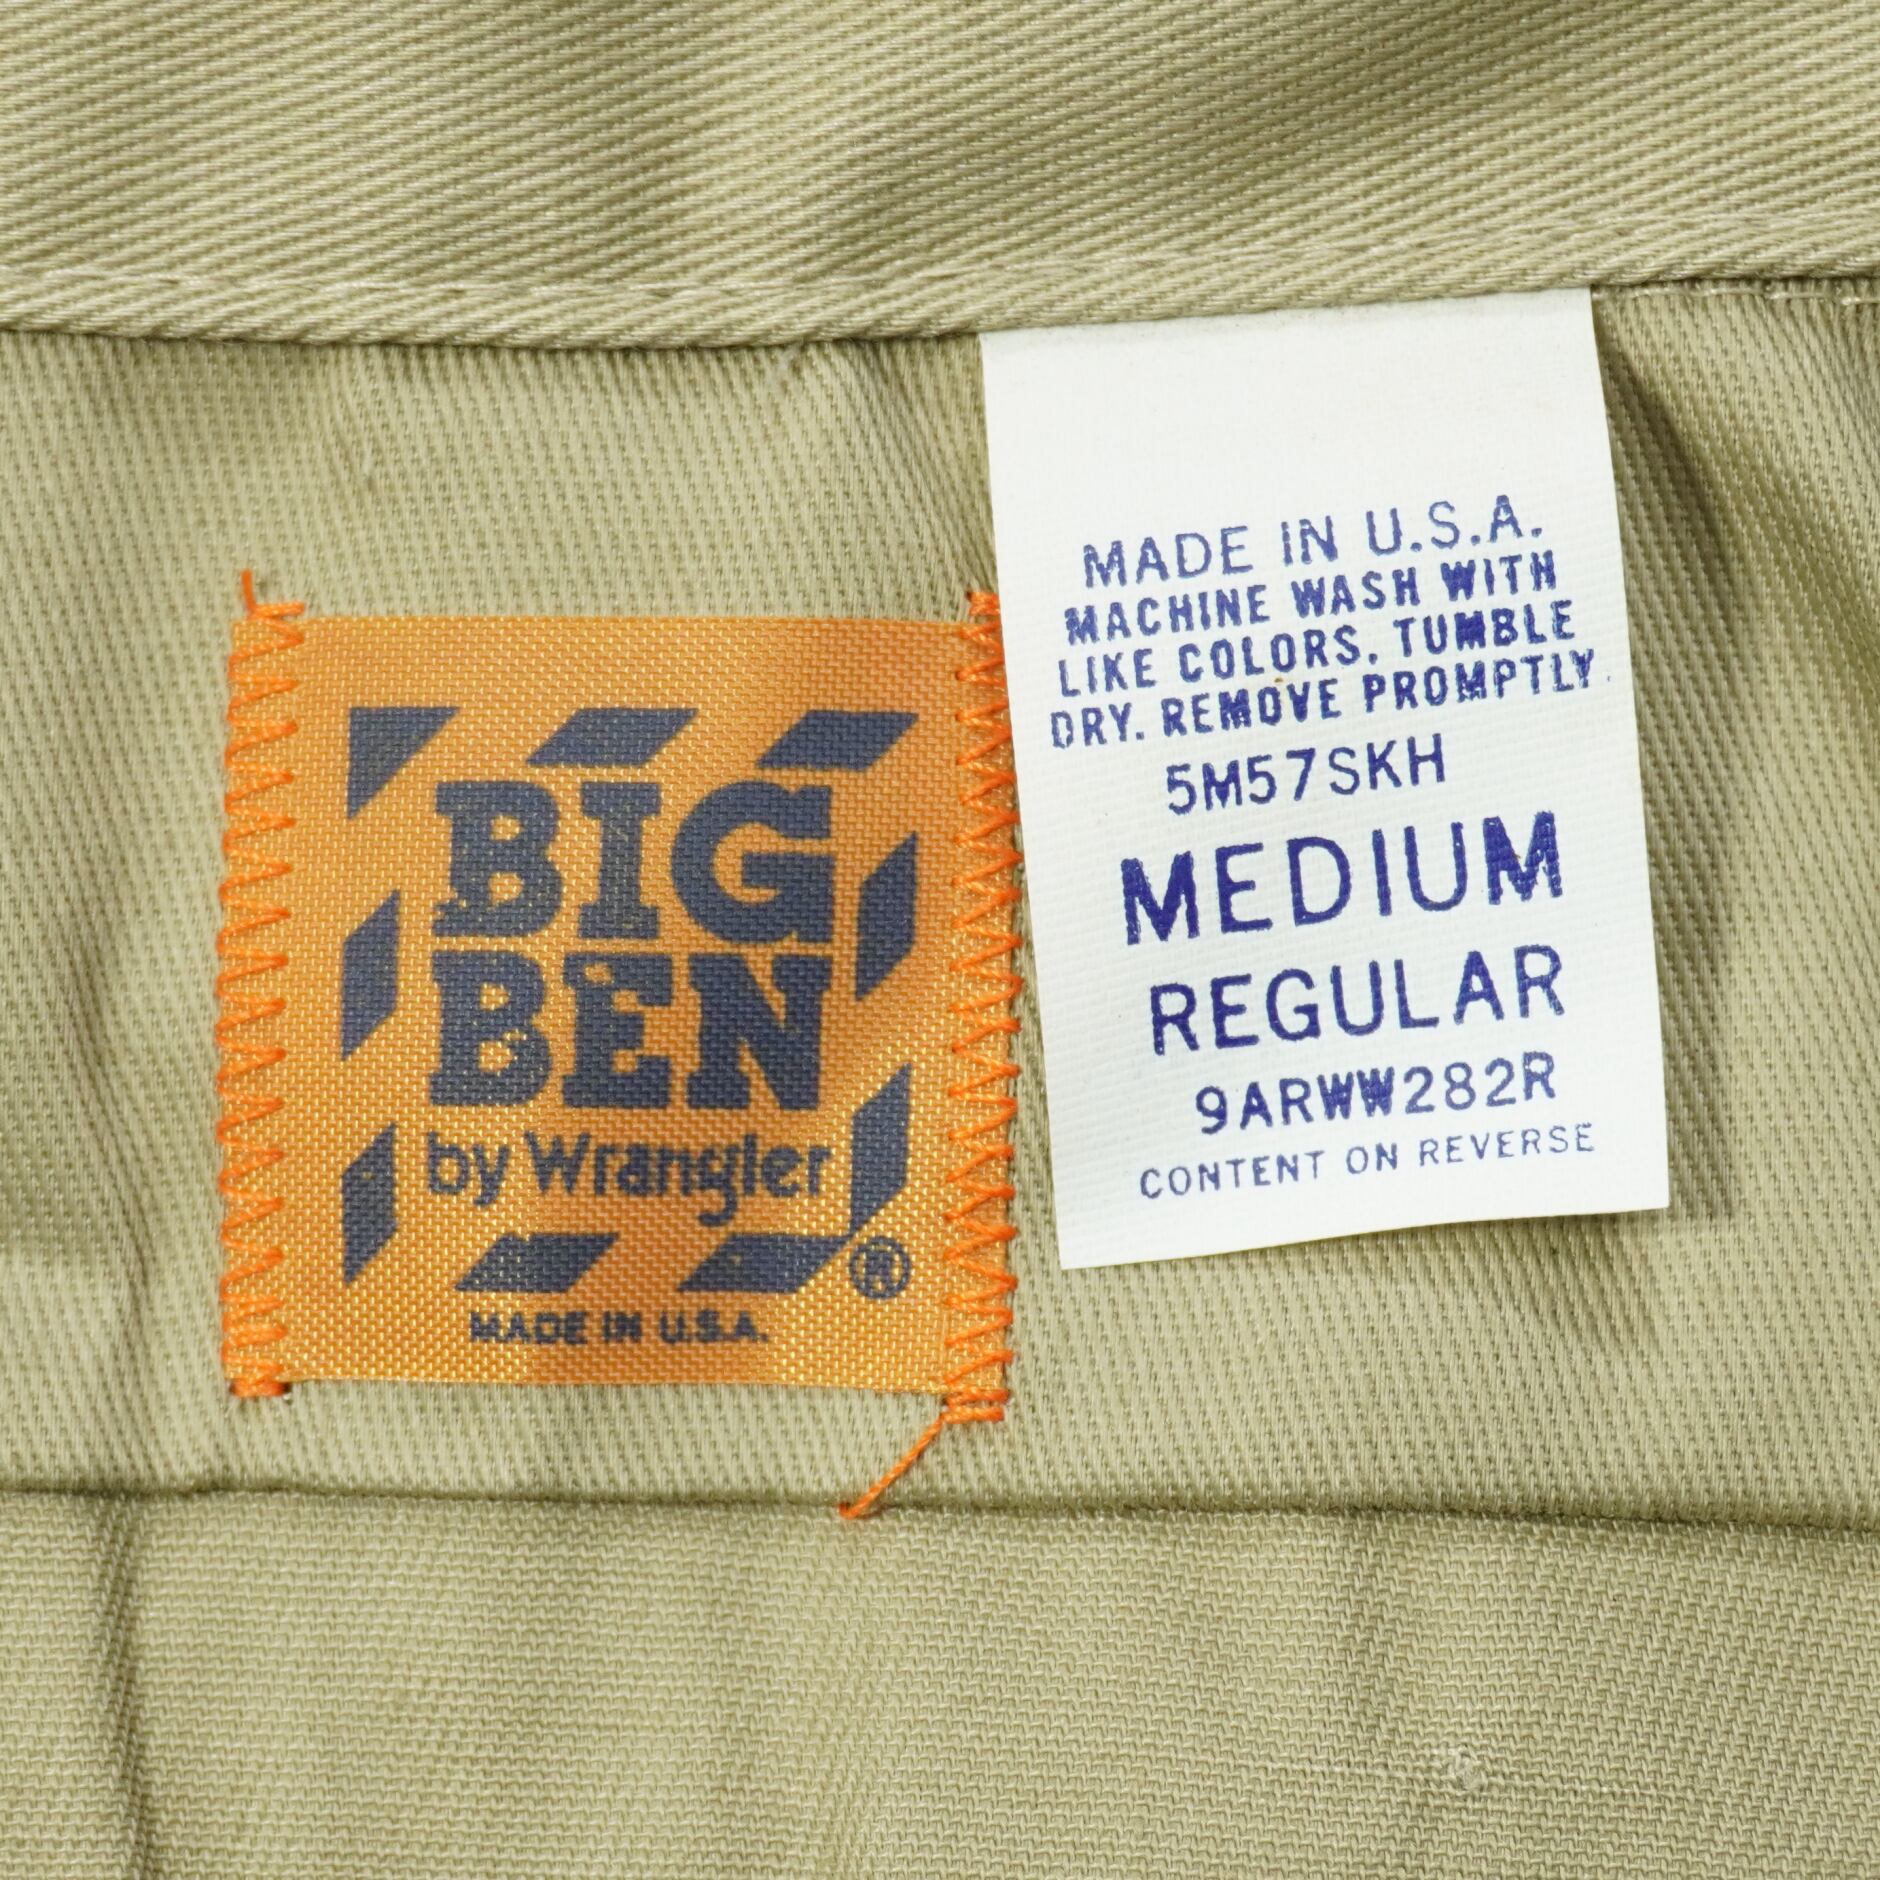 BIG
BEN
by Wrangler
®
MADE IN U.S.A.
MADE IN U.S.A.
MACHINE WASH WITH
LIKE COLORS. TUMBLE
DRY. REMOVE PROMPTLY.
5M57SKH
MEDIUM
REGULAR
9ARWW282R
CONTENT ON REVERSE